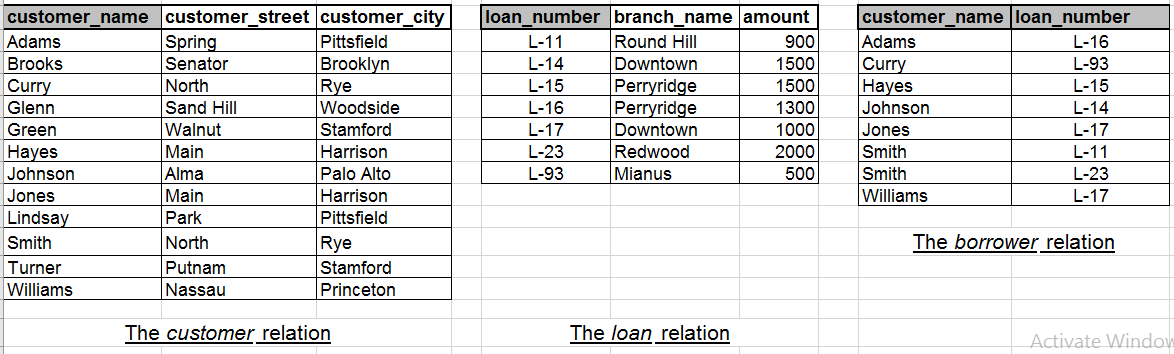 customer_name customer_street customer_city loan_number branch_name amount customer_name loan_number
Adams Spring Pittsfield L-11 Round Hill 900 Adams L-16
Brooks Senator Brooklyn L-14 Downtown 1500 Curry L-93
Curry North Rye L-15 Perryridge 1500 Hayes L-15
Glenn Sand Hill Woodside L-16 Perryridge 1300 Johnson L-14
Green Walnut Stamford L-17 Downtown 1000 Jones L-17
Hayes Main Harrison L-23 Redwood 2000 Smith L-11
Johnson Alma Palo Alto L-93 Mianus 500 Smith L-23
Jones Main Harrison Williams L-17
Lindsay Park Pittsfield
Smith North Rye The borrower relation
Turner Putnam Stamford
Williams Nassau Princeton
The customer relation The loan relation
Activate Window